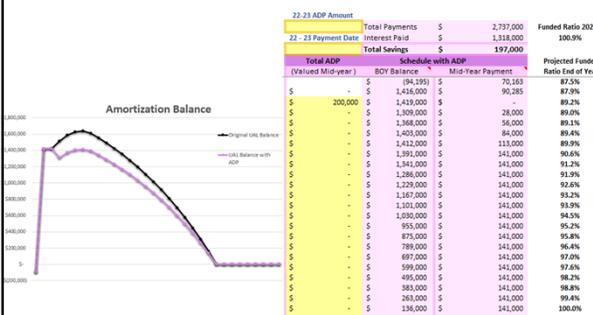 22-23 ADP Amount
Total Payments $ 2,737,000 Funded Ratio 202
22 - 23 Payment Date Interest Paid $ 1,318,000 100.9%
Total Savings $ 197,000
Total ADP Schedule with ADP Projected Funde
(Valued Mid-year ) BOY Balance Mid-Year Payment Ratio End of Ye
$ (94,195) $ 70,163 87.5%
$ - $ 1,416,000 $ 90,285 87.9%
$ 200,000 $ 1,419,000 $ - 89.2%
$ - $ 1,309,000 $ 28,000 89.0%
$ - $ 1,368,000 $ 56,000 89.1%
$ - $ 1,403,000 $ 84,000 89.4%
$ - $ 1,412,000 $ 113,000 89.9%
$ - $ 1,391,000 $ 141,000 90.6%
$ - $ 1,341,000 $ 141,000 91.2%
$ - $ 1,286,000 $ 141,000 91.9%
$ - $ 1,229,000 $ 141,000 92.6%
$ - $ 1,167,000 $ 141,000 93.2%
$ - $ 1,101,000 $ 141,000 93.9%
$ - $ 1,030,000 $ 141,000 94.5%
$ - $ 955,000 $ 141,000 95.2%
$ - $ 875,000 $ 141,000 95.8%
$ - $ 789,000 $ 141,000 96.4%
$ - $ 697,000 $ 141,000 97.0%
$ - $ 599,000 $ 141,000 97.6%
$ - $ 495,000 $ 141,000 98.2%
$ - $ 383,000 $ 141,000 98.8%
$ - $ 263,000 $ 141,000 99.4%
$ - $ 136,000 $ 141,000 100.0%
Amortization Balance
1,800,000
1,600,000
1,400,000
1,200,000
1,000,000
$800,000
$600,000
$400,000
$200,000
$-
$200,000)
Original UAL Balance
UAL Balance with
ADP